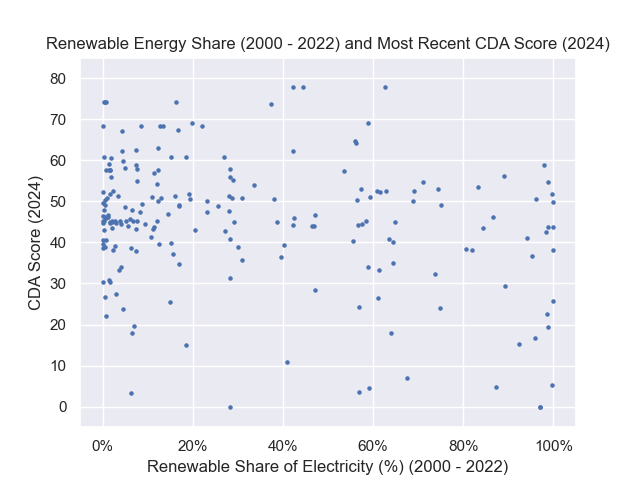 Renewable Energy Share (2000 - 2022) and Most Recent CDA Score (2024)
80
70
60
50
40
30
20
10
0
CDA Score (2024)
0% 20% 40% 60% 80% 100%
Renewable Share of Electricity (%) (2000 - 2022)